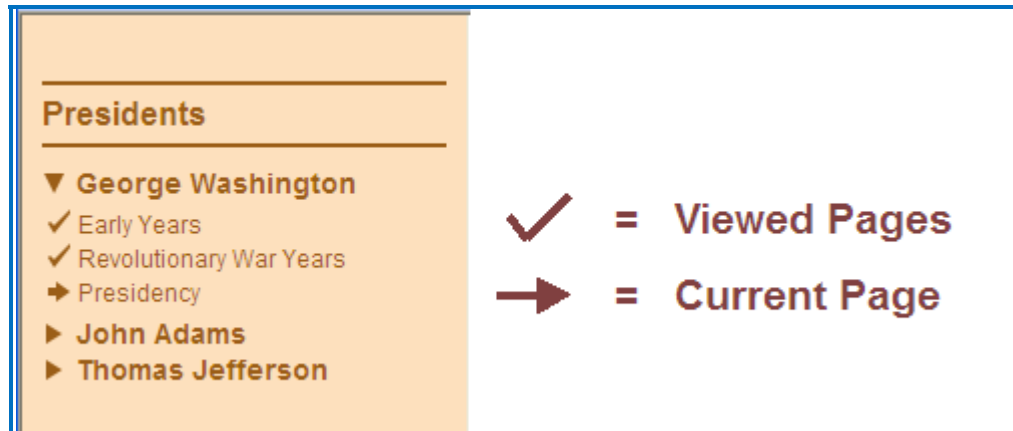 Presidents
George Washington
Early Years
Revolutionary War Years
Presidency
John Adams
Thomas Jefferson
= Viewed Pages
= Current Page